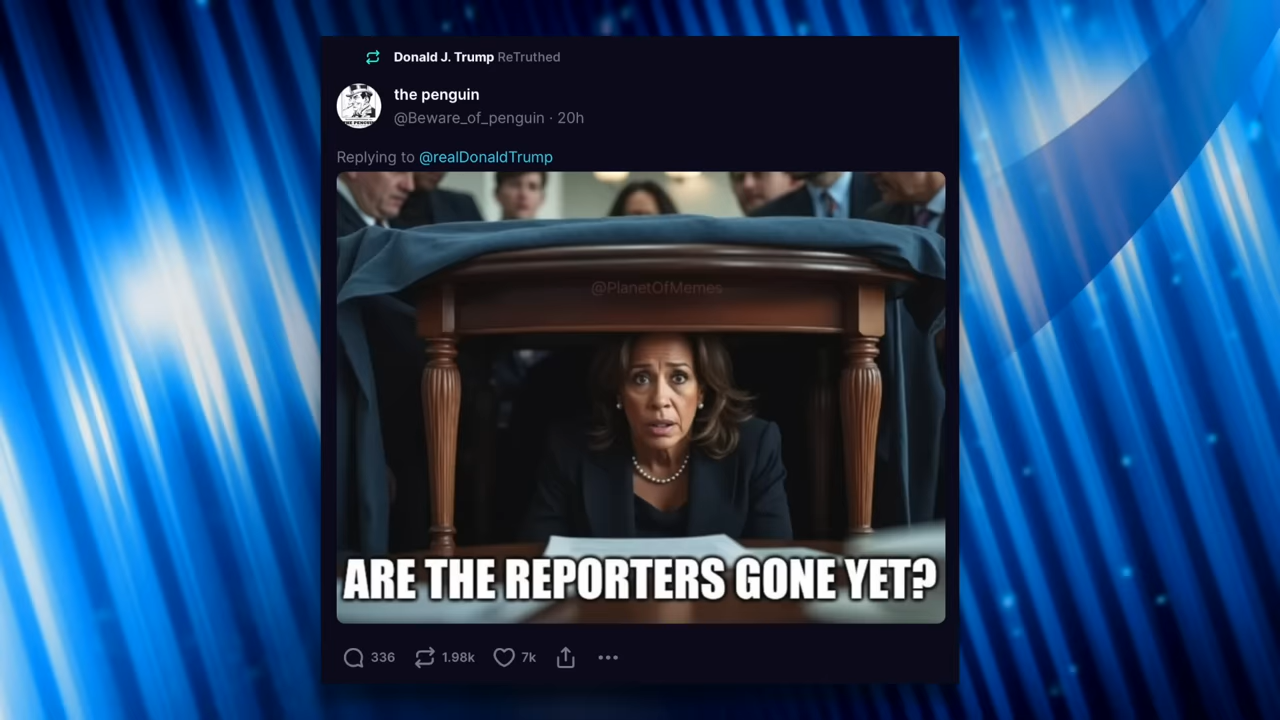 Donald J. Trump ReTruthed
the penguin
@Beware_of_penguin · 20h
Replying to @realDonaldTrump
@PlanetOfMemes
ARE THE REPORTERS GONE YET?
336 1.98k 7k